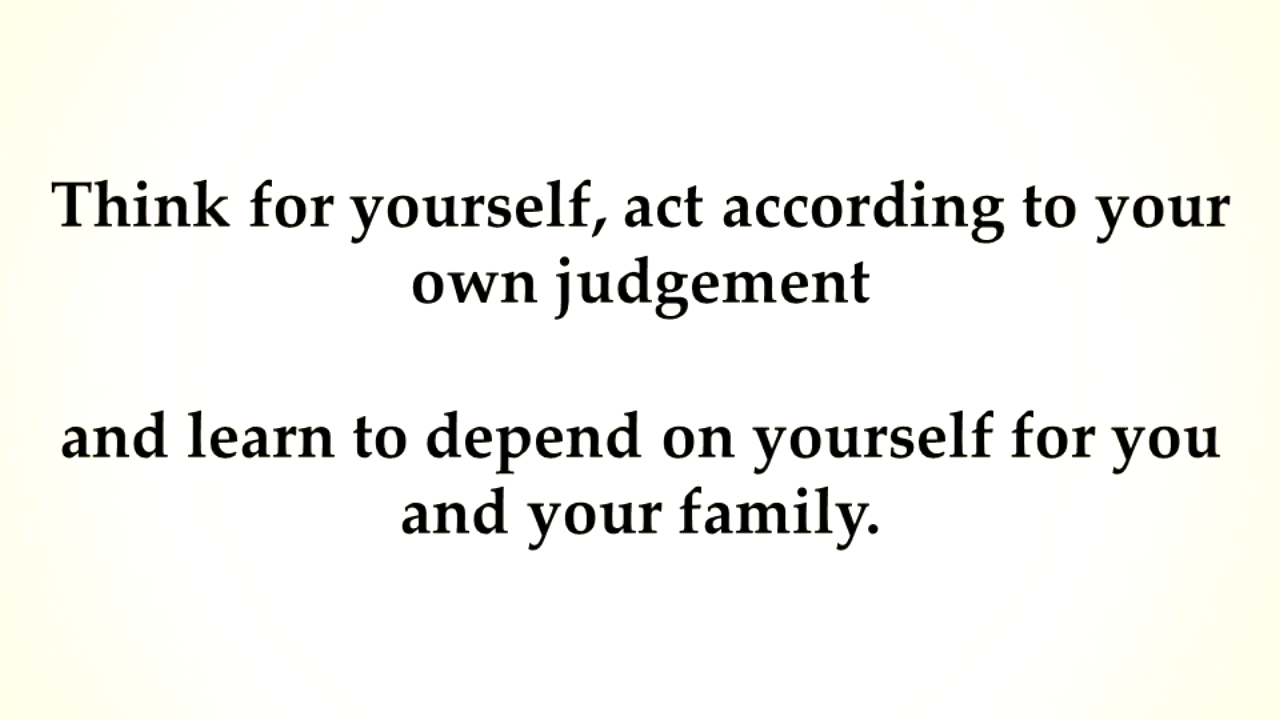 Think for yourself, act according to your
own judgement
and learn to depend on yourself for you
and your family.